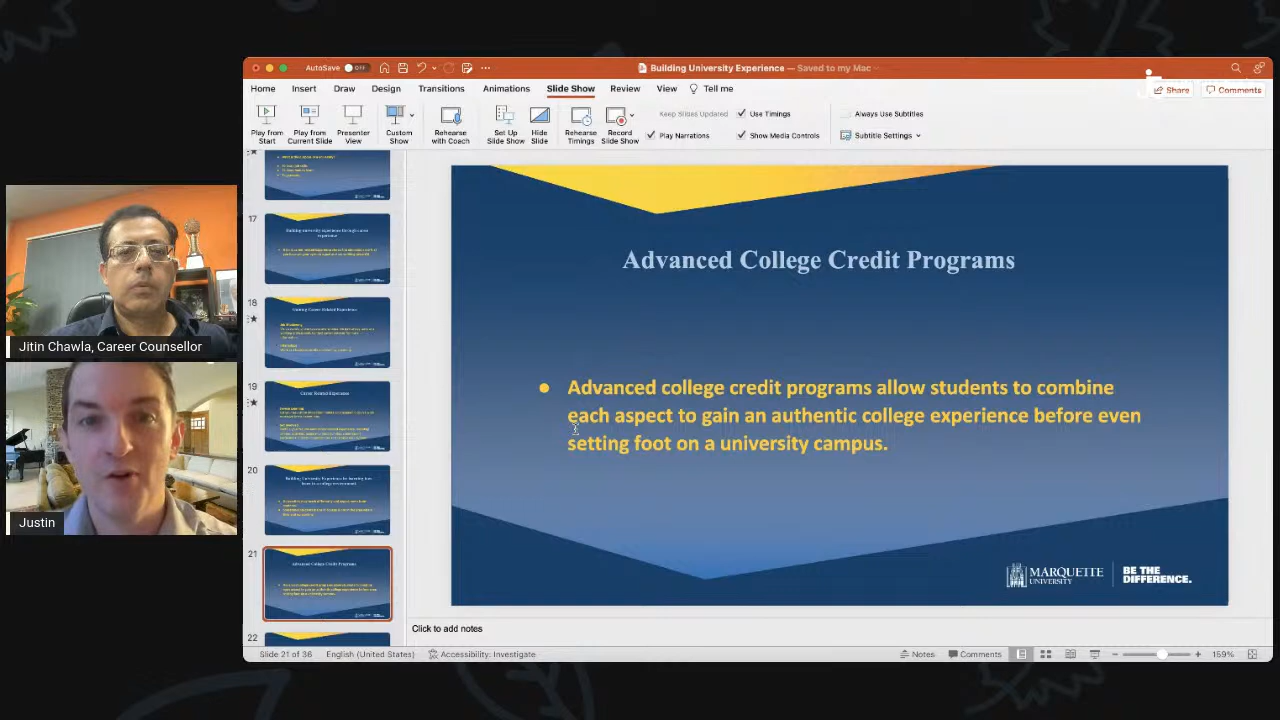 AutoSave OFF
Building University Experience — Saved to my Mac
Home Insert Draw Design Transitions Animations Slide Show Review View Tell me
Share Comments
Play from Start
Play from Current Slide
Presenter View
Custom Show
Rehearse with Coach
Set Up Slide Show
Hide Slide
Rehearse Timings
Record Slide Show
Keep Slides Updated
Use Timings
Always Use Subtitles
Play Narrations
Show Media Controls
Subtitle Settings
17
18
19
20
21
Advanced College Credit Programs
22
Jitin Chawla, Career Counsellor
Justin
Advanced College Credit Programs
Advanced college credit programs allow students to combine
each aspect to gain an authentic college experience before even
setting foot on a university campus.
MARQUETTE
UNIVERSITY
BE THE
DIFFERENCE.
Click to add notes
Slide 21 of 36 English (United States) Accessibility: Investigate
Notes Comments 159%